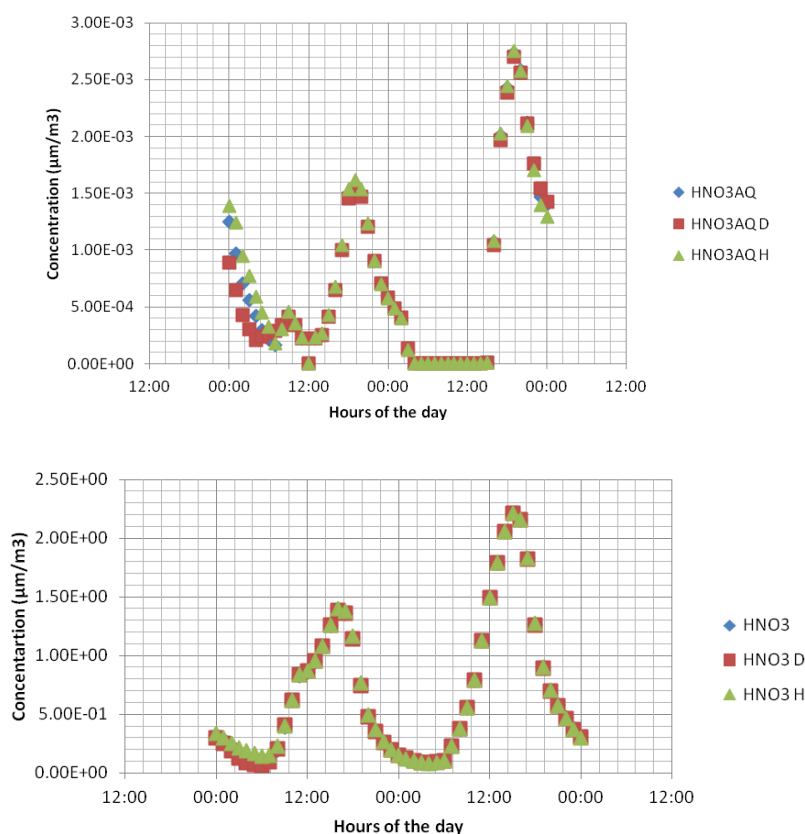 3.00E-03
2.50E-03
2.00E-03
1.50E-03
1.00E-03
5.00E-04
0.00E+00
Concentration (µm/m3)
12:00 00:00 12:00 00:00 12:00 00:00 12:00
Hours of the day
HNO3AQ
HNO3AQ D
HNO3AQ H
2.50E+00
2.00E+00
1.50E+00
1.00E+00
5.00E-01
0.00E+00
Concentartion (µm/m3)
12:00 00:00 12:00 00:00 12:00 00:00 12:00
Hours of the day
HNO3
HNO3 D
HNO3 H